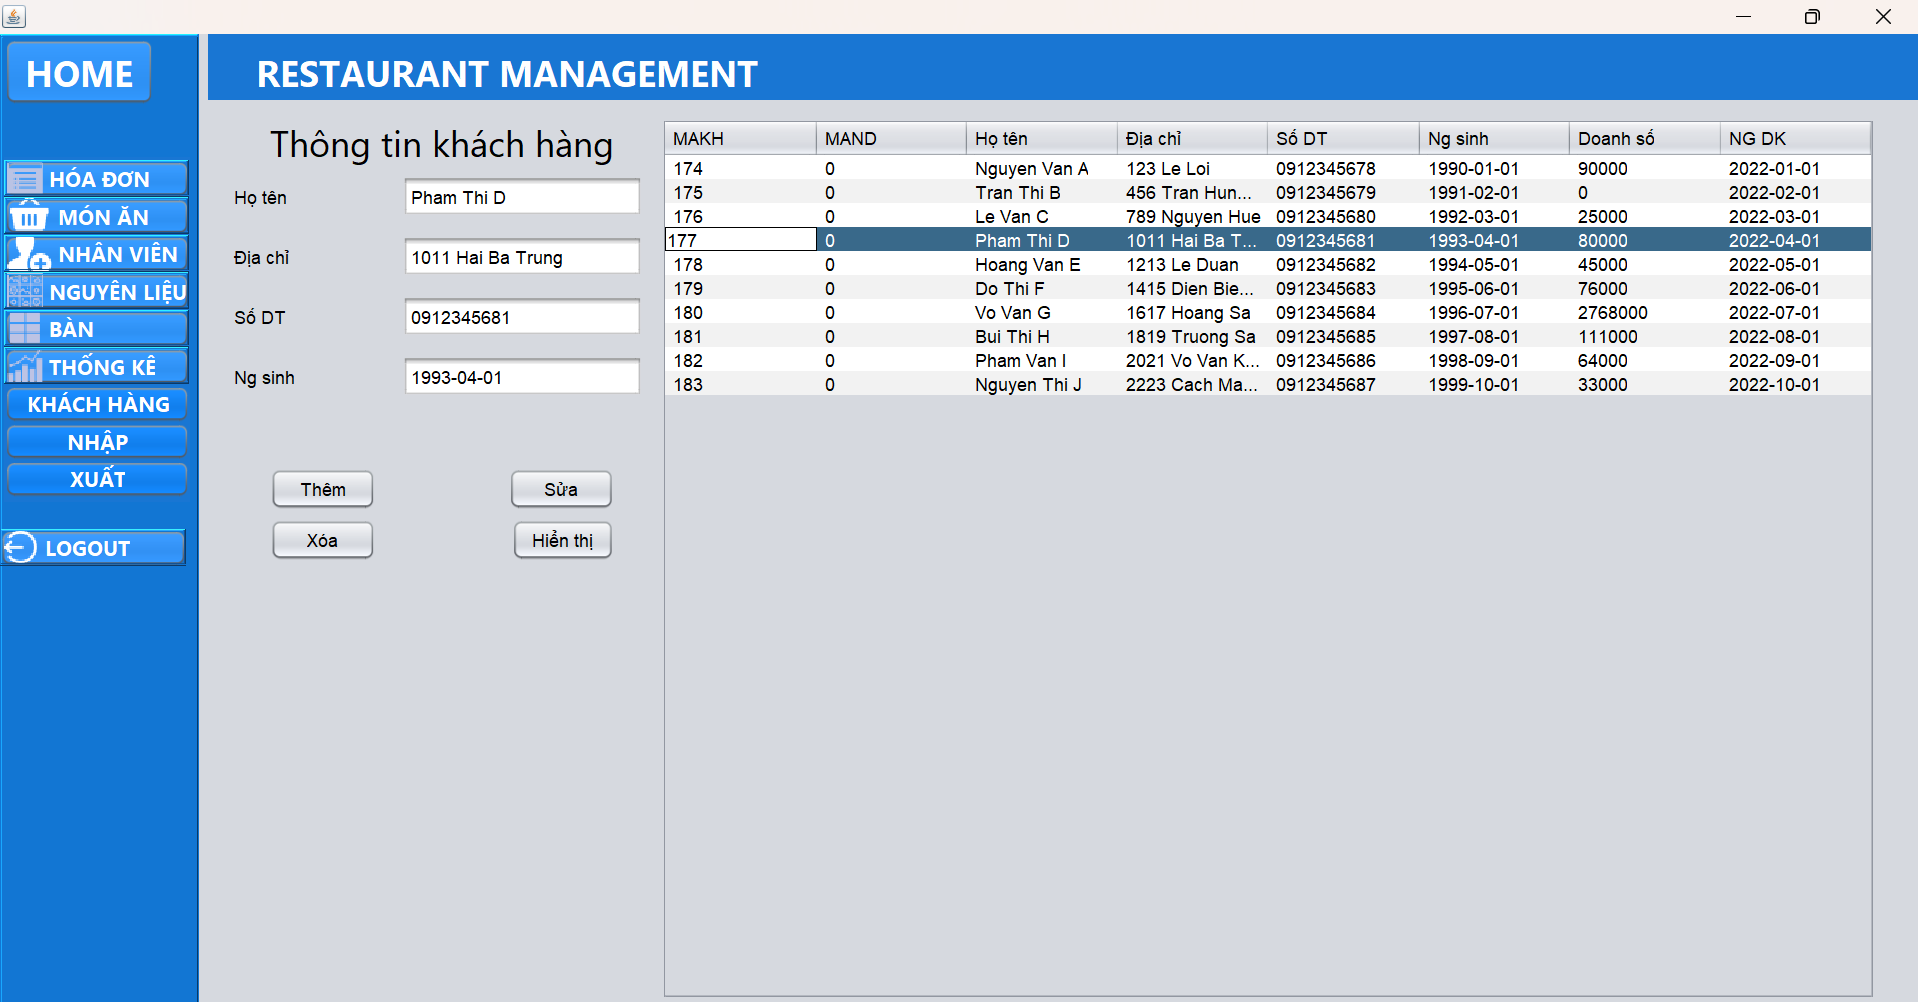 HOME
RESTAURANT MANAGEMENT
HÓA ĐƠN
MÓN ĂN
NHÂN VIÊN
NGUYÊN LIỆU
BÀN
THỐNG KÊ
KHÁCH HÀNG
NHẬP
XUẤT
LOGOUT
Thông tin khách hàng
Họ tên Pham Thi D
Địa chỉ 1011 Hai Ba Trung
Số DT 0912345681
Ng sinh 1993-04-01
Thêm Sửa
Xóa Hiển thị
MAKH MAND Họ tên Địa chỉ Số DT Ng sinh Doanh số NG DK
174 0 Nguyen Van A 123 Le Loi 0912345678 1990-01-01 90000 2022-01-01
175 0 Tran Thi B 456 Tran Hun... 0912345679 1991-02-01 0 2022-02-01
176 0 Le Van C 789 Nguyen Hue 0912345680 1992-03-01 25000 2022-03-01
177 0 Pham Thi D 1011 Hai Ba T... 0912345681 1993-04-01 80000 2022-04-01
178 0 Hoang Van E 1213 Le Duan 0912345682 1994-05-01 45000 2022-05-01
179 0 Do Thi F 1415 Dien Bie... 0912345683 1995-06-01 76000 2022-06-01
180 0 Vo Van G 1617 Hoang Sa 0912345684 1996-07-01 2768000 2022-07-01
181 0 Bui Thi H 1819 Truong Sa 0912345685 1997-08-01 111000 2022-08-01
182 0 Pham Van I 2021 Vo Van K... 0912345686 1998-09-01 64000 2022-09-01
183 0 Nguyen Thi J 2223 Cach Ma... 0912345687 1999-10-01 33000 2022-10-01